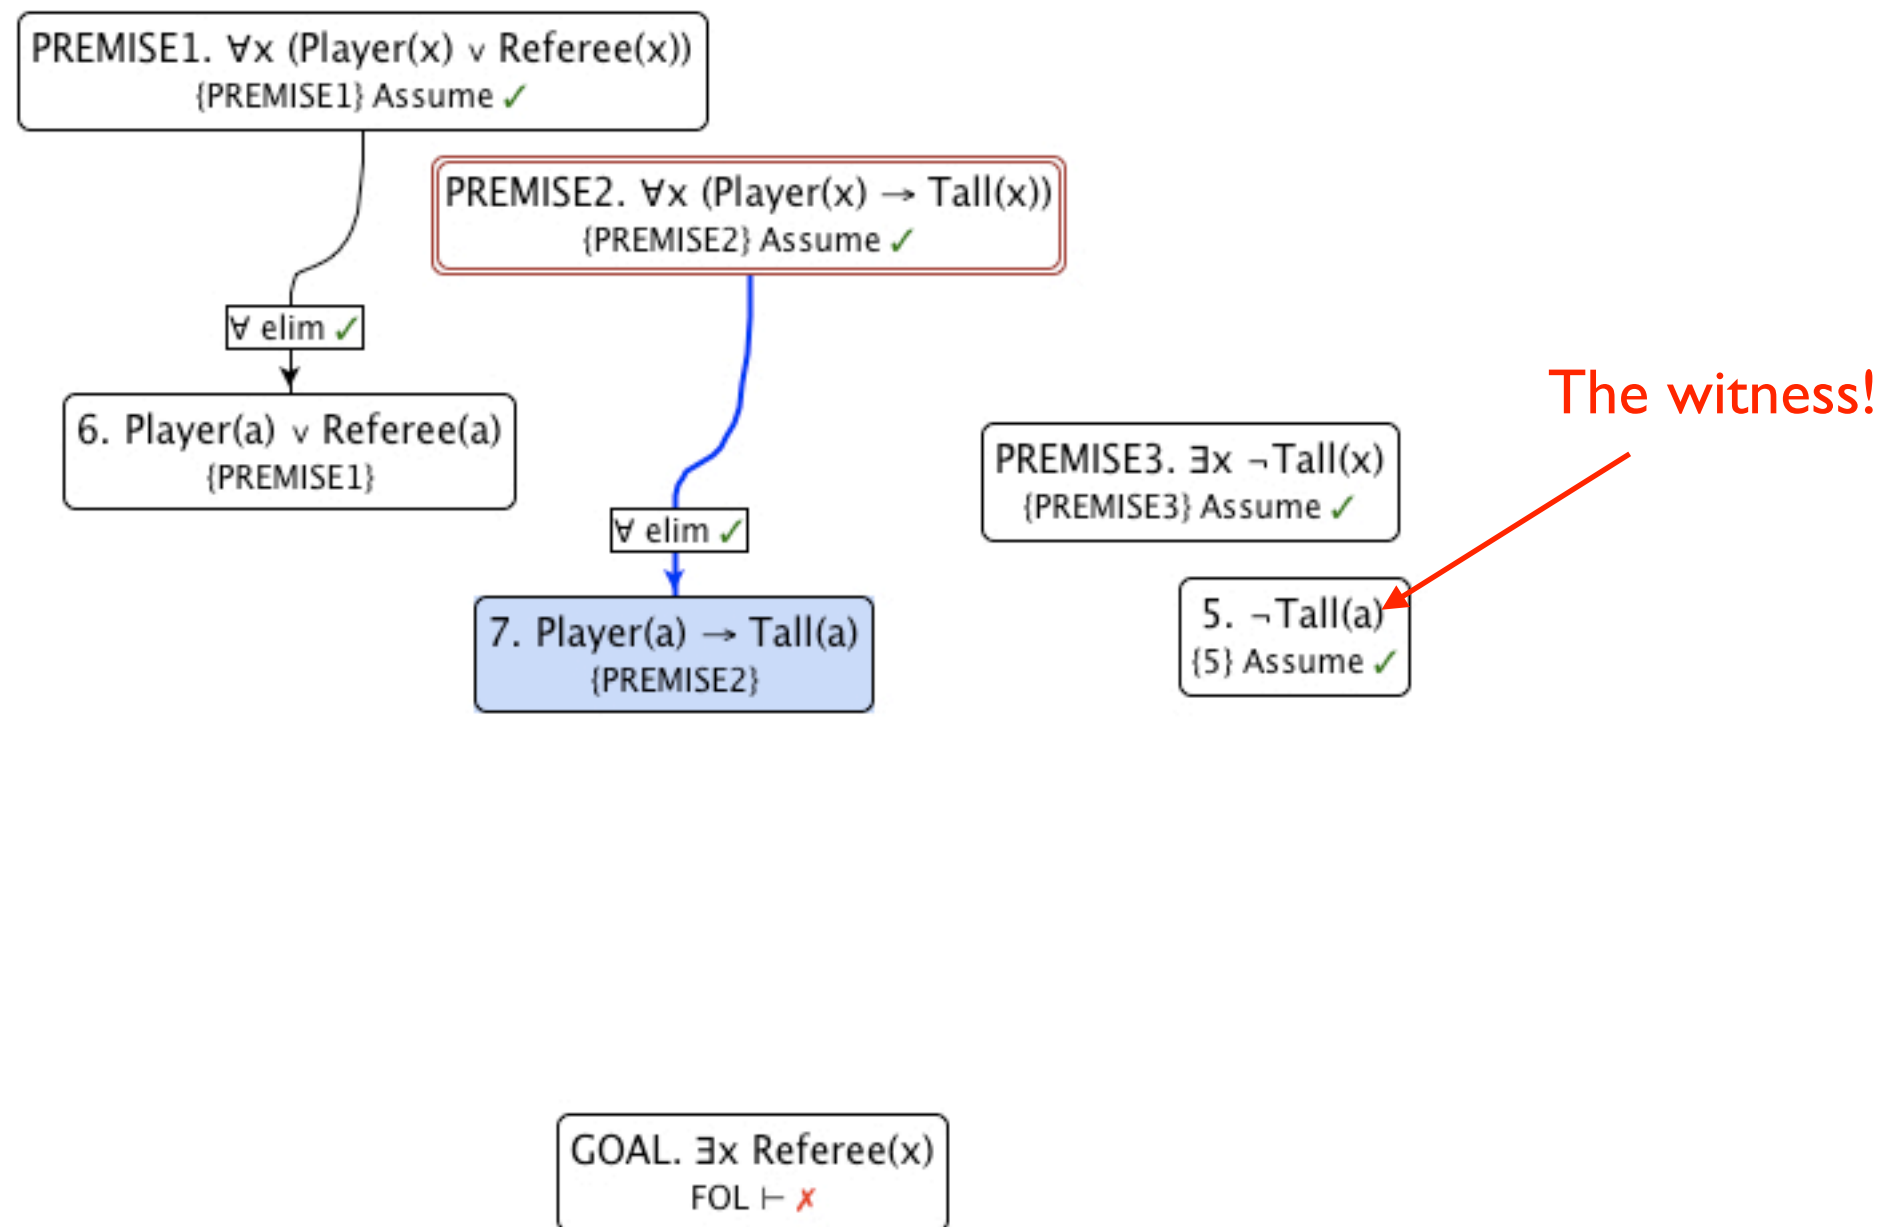 PREMISE1. ∀x (Player(x) ∨ Referee(x))
{PREMISE1} Assume ✓
PREMISE2. ∀x (Player(x) → Tall(x))
{PREMISE2} Assume ✓
∀ elim ✓
6. Player(a) ∨ Referee(a)
{PREMISE1}
The witness!
PREMISE3. ∃x ¬Tall(x)
{PREMISE3} Assume ✓
∀ elim ✓
7. Player(a) → Tall(a)
{PREMISE2}
5. ¬Tall(a)
{5} Assume ✓
GOAL. ∃x Referee(x)
FOL ⊢ ✗